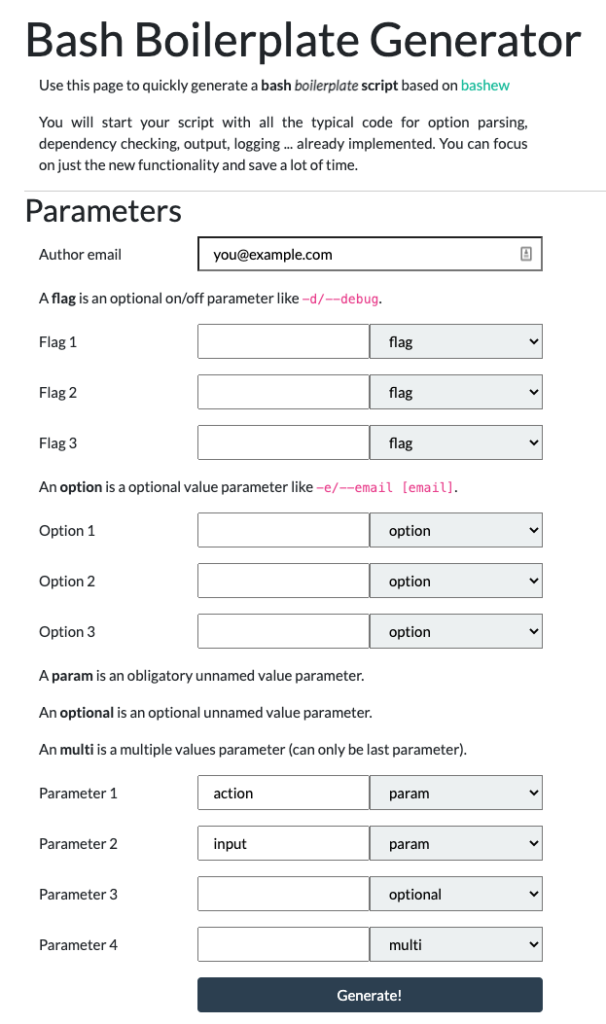 Bash Boilerplate Generator
Use this page to quickly generate a bash boilerplate script based on bashew
You will start your script with all the typical code for option parsing,
dependency checking, output, logging ... already implemented. You can focus
on just the new functionality and save a lot of time.
Parameters
Author email you@example.com
A flag is an optional on/off parameter like -d/--debug.
Flag 1 flag
Flag 2 flag
Flag 3 flag
An option is a optional value parameter like -e/--email [email].
Option 1 option
Option 2 option
Option 3 option
A param is an obligatory unnamed value parameter.
An optional is an optional unnamed value parameter.
An multi is a multiple values parameter (can only be last parameter).
Parameter 1 action param
Parameter 2 input param
Parameter 3 optional
Parameter 4 multi
Generate!